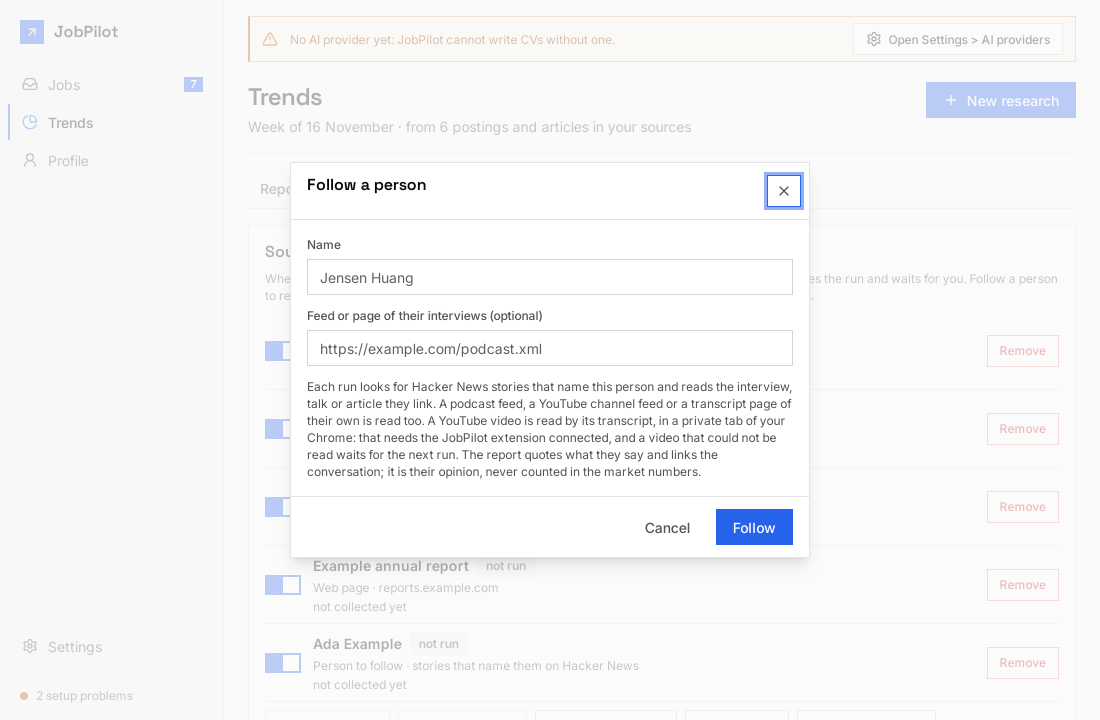 JobPilot
No AI provider yet: JobPilot cannot write CVs without one.
Open Settings > AI providers
Jobs
7
Trends
Profile
Trends
Week of 16 November · from 6 postings and articles in your sources
New research
Follow a person
Name
Jensen Huang
Feed or page of their interviews (optional)
https://example.com/podcast.xml
Each run looks for Hacker News stories that name this person and reads the interview,
talk or article they link. A podcast feed, a YouTube channel feed or a transcript page of
their own is read too. A YouTube video is read by its transcript, in a private tab of your
Chrome: that needs the JobPilot extension connected, and a video that could not be
read waits for the next run. The report quotes what they say and links the
conversation; it is their opinion, never counted in the market numbers.
Cancel
Follow
the run and waits for you. Follow a person
Remove
Remove
Remove
Example annual report
not run
Web page · reports.example.com
not collected yet
Remove
Ada Example
not run
Person to follow · stories that name them on Hacker News
not collected yet
Remove
Settings
2 setup problems